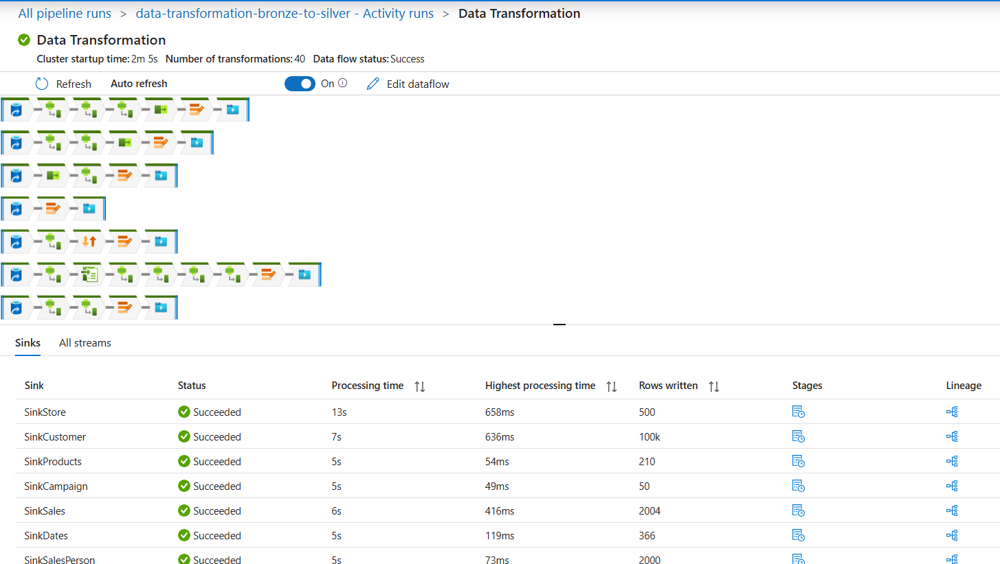 All pipeline runs > data-transformation-bronze-to-silver - Activity runs > Data Transformation
Data Transformation
Cluster startup time: 2m 5s Number of transformations: 40 Data flow status: Success
Refresh Auto refresh On Edit dataflow
Sinks All streams
Sink Status Processing time Highest processing time Rows written Stages Lineage
SinkStore Succeeded 13s 658ms 500
SinkCustomer Succeeded 7s 636ms 100k
SinkProducts Succeeded 5s 54ms 210
SinkCampaign Succeeded 5s 49ms 50
SinkSales Succeeded 6s 416ms 2004
SinkDates Succeeded 5s 119ms 366
SinkSalesPerson Succeeded 5s 73ms 2000